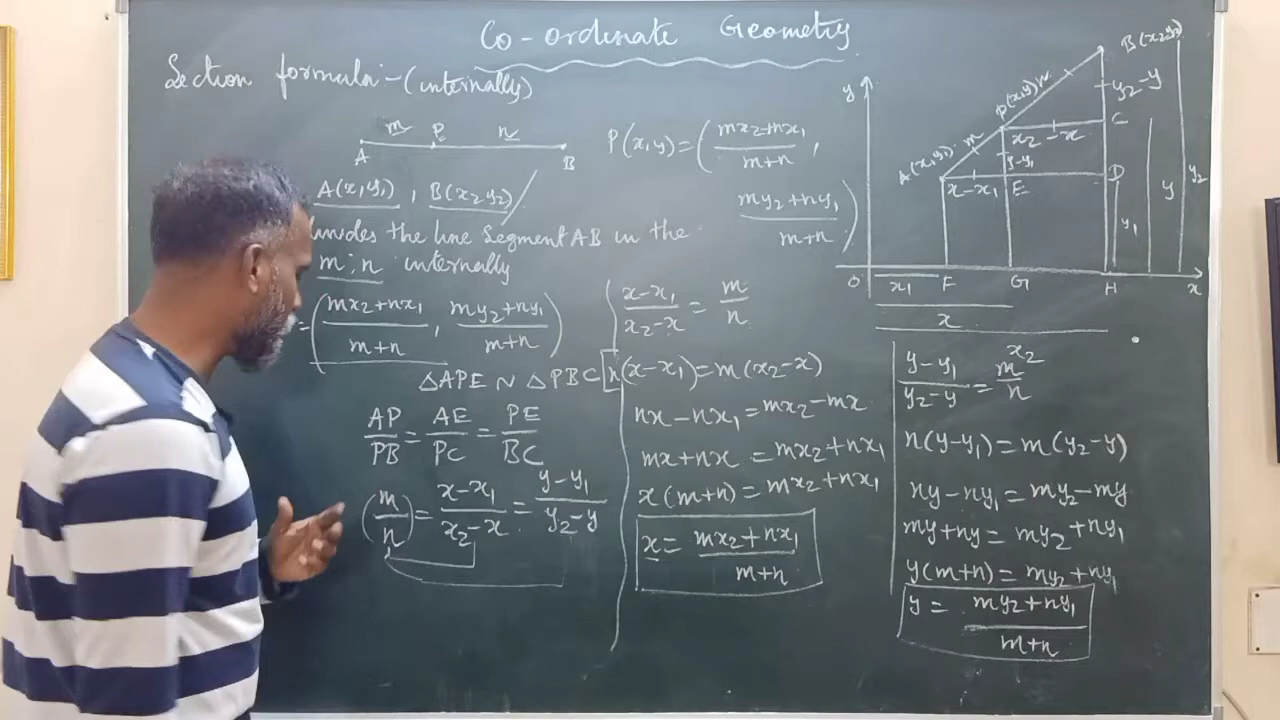 Co-ordinate Geometry
Section formula:-(internally)
m P n
A B
P(x,y)=(mx₂+nx₁/m+n,
my₂+ny₁/m+n)
A(x₁,y₁), B(x₂ y₂)
the line segment AB in the
m:n internally
=(mx₂+nx₁/m+n, my₂+ny₁/m+n)
△APE ~ △PBC
AP/PB = AE/PC = PE/BC
(m/n) = x-x₁/x₂-x = y-y₁/y₂-y
x-x₁/x₂-x = m/n
n(x-x₁)=m(x₂-x)
nx-nx₁=mx₂-mx
mx+nx=mx₂+nx₁
x(m+n)=mx₂+nx₁
x=mx₂+nx₁/m+n
y B(x₂y₂)
P(x,y) n y₂-y
C
x₂-x
A(x₁,y₁) m y-y₁
x-x₁ E D y y₂
y₁
O x₁ F G H x
x
x₂
y-y₁/y₂-y = m/n
n(y-y₁)=m(y₂-y)
ny-ny₁=my₂-my
my+ny=my₂+ny₁
y(m+n)=my₂+ny₁
y=my₂+ny₁/m+n